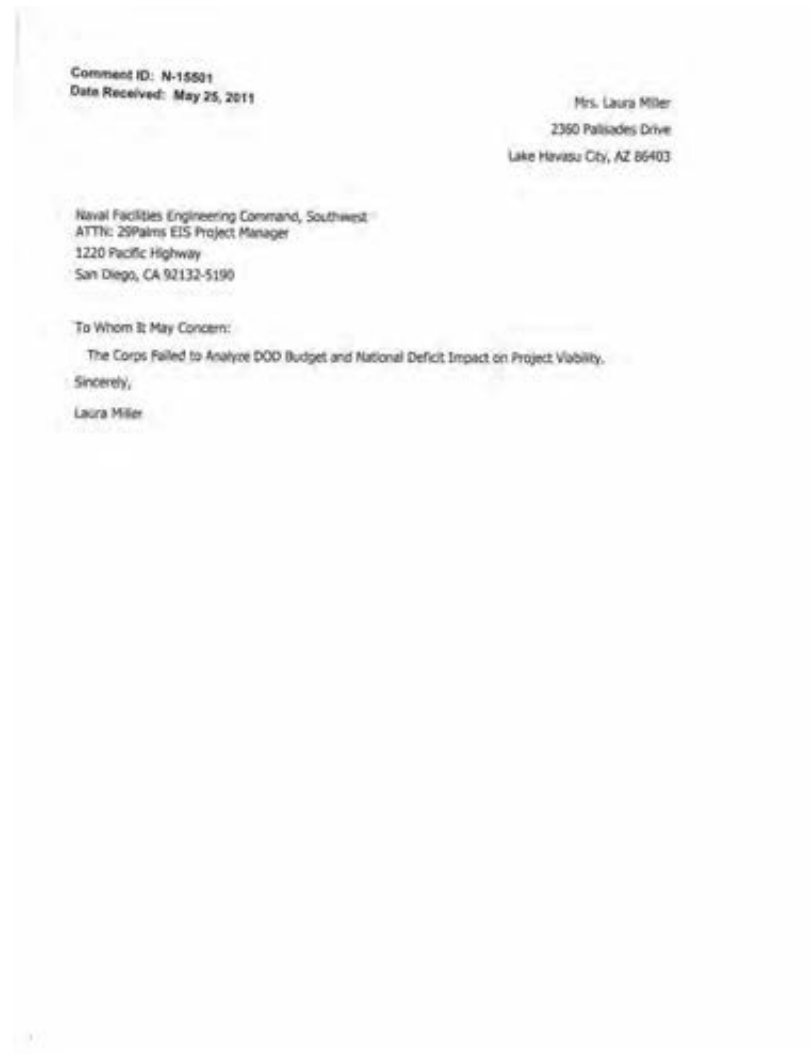 Comment ID: N-15501
Date Received: May 25, 2011
Mrs. Laura Miller
2360 Palisades Drive
Lake Havasu City, AZ 86403
Naval Facilities Engineering Command, Southwest
ATTN: 29Palms EIS Project Manager
1220 Pacific Highway
San Diego, CA 92132-5190
To Whom It May Concern:
The Corps Failed to Analyze DOD Budget and National Deficit Impact on Project Viability.
Sincerely,
Laura Miller